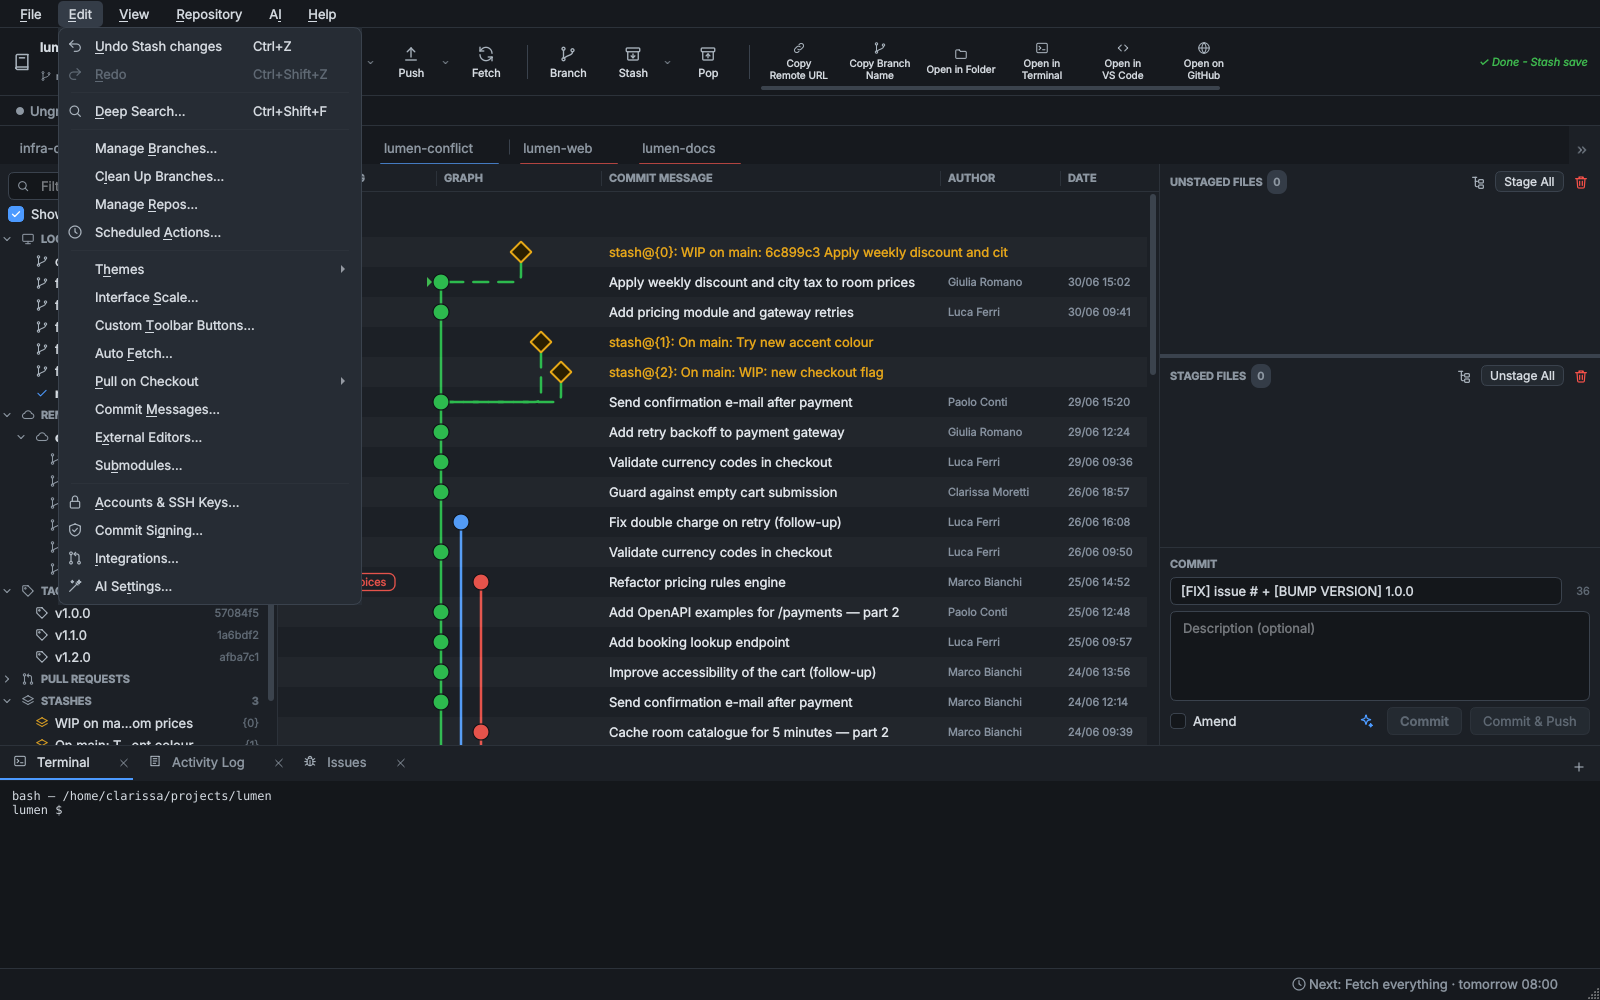 File Edit View Repository AI Help
Undo Stash changes Ctrl+Z
Redo Ctrl+Shift+Z
Deep Search... Ctrl+Shift+F
Manage Branches...
Clean Up Branches...
Manage Repos...
Scheduled Actions...
Themes
Interface Scale...
Custom Toolbar Buttons...
Auto Fetch...
Pull on Checkout
Commit Messages...
External Editors...
Submodules...
Accounts & SSH Keys...
Commit Signing...
Integrations...
AI Settings...
Push
Fetch
Branch
Stash
Pop
Copy Remote URL
Copy Branch Name
Open in Folder
Open in Terminal
Open in VS Code
Open on GitHub
✓ Done - Stash save
lumen-conflict lumen-web lumen-docs
GRAPH COMMIT MESSAGE AUTHOR DATE
stash@{0}: WIP on main: 6c899c3 Apply weekly discount and cit
Apply weekly discount and city tax to room prices Giulia Romano 30/06 15:02
Add pricing module and gateway retries Luca Ferri 30/06 09:41
stash@{1}: On main: Try new accent colour
stash@{2}: On main: WIP: new checkout flag
Send confirmation e-mail after payment Paolo Conti 29/06 15:20
Add retry backoff to payment gateway Giulia Romano 29/06 12:24
Validate currency codes in checkout Luca Ferri 29/06 09:36
Guard against empty cart submission Clarissa Moretti 26/06 18:57
Fix double charge on retry (follow-up) Luca Ferri 26/06 16:08
Validate currency codes in checkout Luca Ferri 26/06 09:50
Refactor pricing rules engine Marco Bianchi 25/06 14:52
Add OpenAPI examples for /payments — part 2 Paolo Conti 25/06 12:48
Add booking lookup endpoint Luca Ferri 25/06 09:57
Improve accessibility of the cart (follow-up) Marco Bianchi 24/06 13:56
Send confirmation e-mail after payment Marco Bianchi 24/06 12:14
Cache room catalogue for 5 minutes — part 2 Marco Bianchi 24/06 09:39
v1.0.0 57084f5
v1.1.0 1a6bdf2
v1.2.0 afba7c1
PULL REQUESTS
STASHES 3
WIP on ma...om prices {0}
On main: T...ent colour {1}
UNSTAGED FILES 0 Stage All
STAGED FILES 0 Unstage All
COMMIT
[FIX] issue # + [BUMP VERSION] 1.0.0 36
Description (optional)
Amend Commit Commit & Push
Terminal Activity Log Issues
bash — /home/clarissa/projects/lumen
lumen $
Next: Fetch everything · tomorrow 08:00